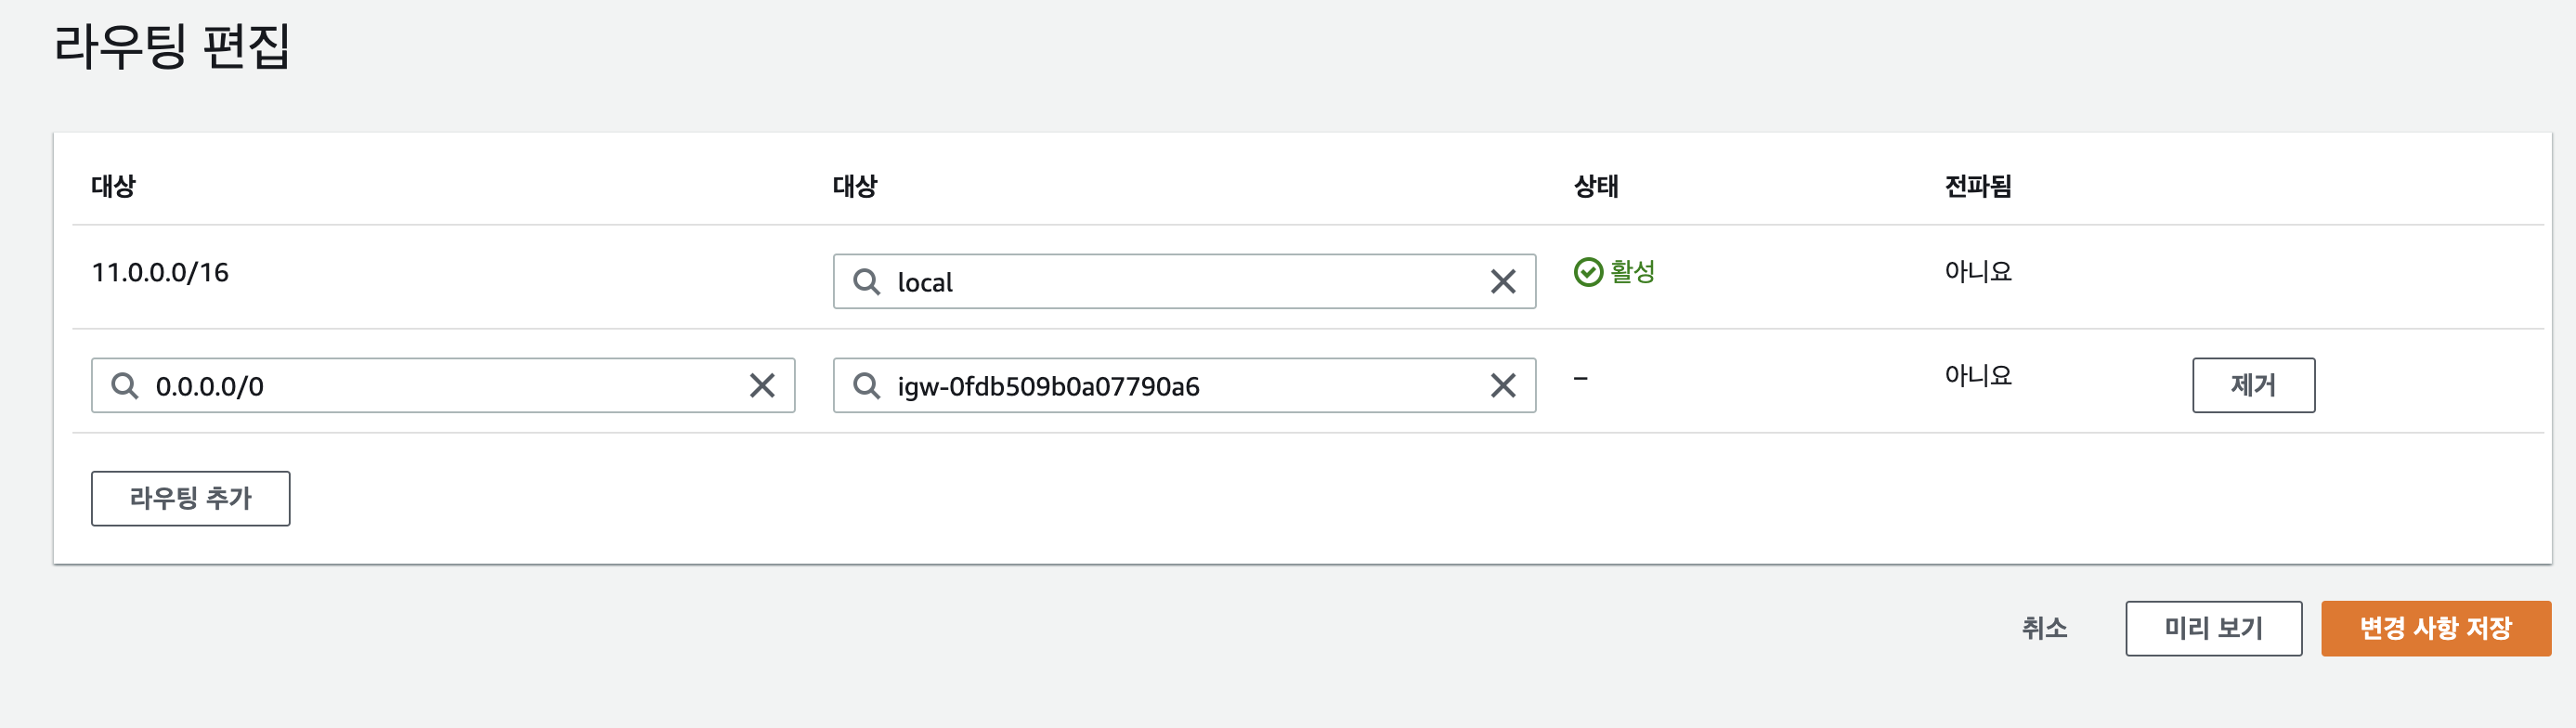 라우팅 편집
대상 대상 상태 전파됨
11.0.0.0/16 local 활성 아니요
0.0.0.0/0 igw-0fdb509b0a07790a6 – 아니요 제거
라우팅 추가
취소 미리 보기 변경 사항 저장